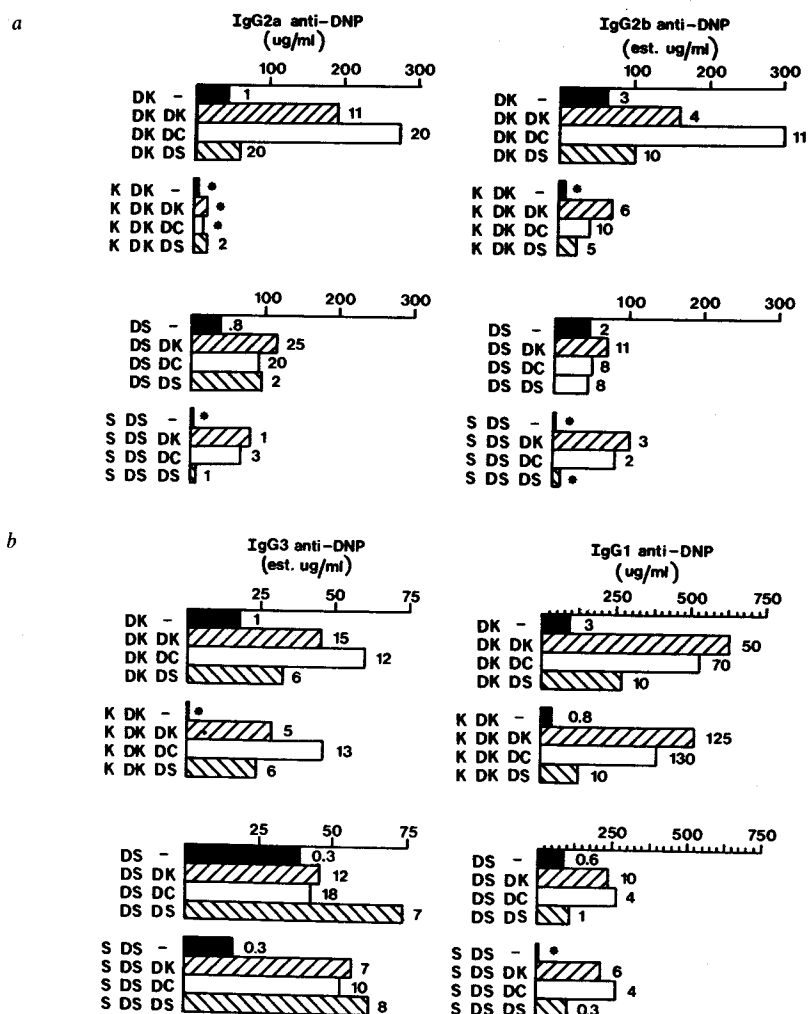 a
IgG2a anti-DNP
(ug/ml)
100 200 300
DK - 1
DK DK 11
DK DC 20
DK DS 20
K DK - *
K DK DK *
K DK DC *
K DK DS 2
IgG2b anti-DNP
(est. ug/ml)
100 200 300
DK - 3
DK DK 4
DK DC 11
DK DS 10
K DK - *
K DK DK 6
K DK DC 10
K DK DS 5
100 200 300
DS - .8
DS DK 25
DS DC 20
DS DS 2
S DS - *
S DS DK 1
S DS DC 3
S DS DS 1
100 200 300
DS - 2
DS DK 11
DS DC 8
DS DS 8
S DS - *
S DS DK 3
S DS DC 2
S DS DS *
b
IgG3 anti-DNP
(est. ug/ml)
25 50 75
DK - 1
DK DK 15
DK DC 12
DK DS 6
K DK - *
K DK DK 5
K DK DC 13
K DK DS 6
IgG1 anti-DNP
(ug/ml)
250 500 750
DK - 3
DK DK 50
DK DC 70
DK DS 10
K DK - 0.8
K DK DK 125
K DK DC 130
K DK DS 10
25 50 75
DS - 0.3
DS DK 12
DS DC 18
DS DS 7
S DS - 0.3
S DS DK 7
S DS DC 10
S DS DS 8
250 500 750
DS - 0.6
DS DK 10
DS DC 4
DS DS 1
S DS - *
S DS DK 6
S DS DC 4
S DS DS 0.3